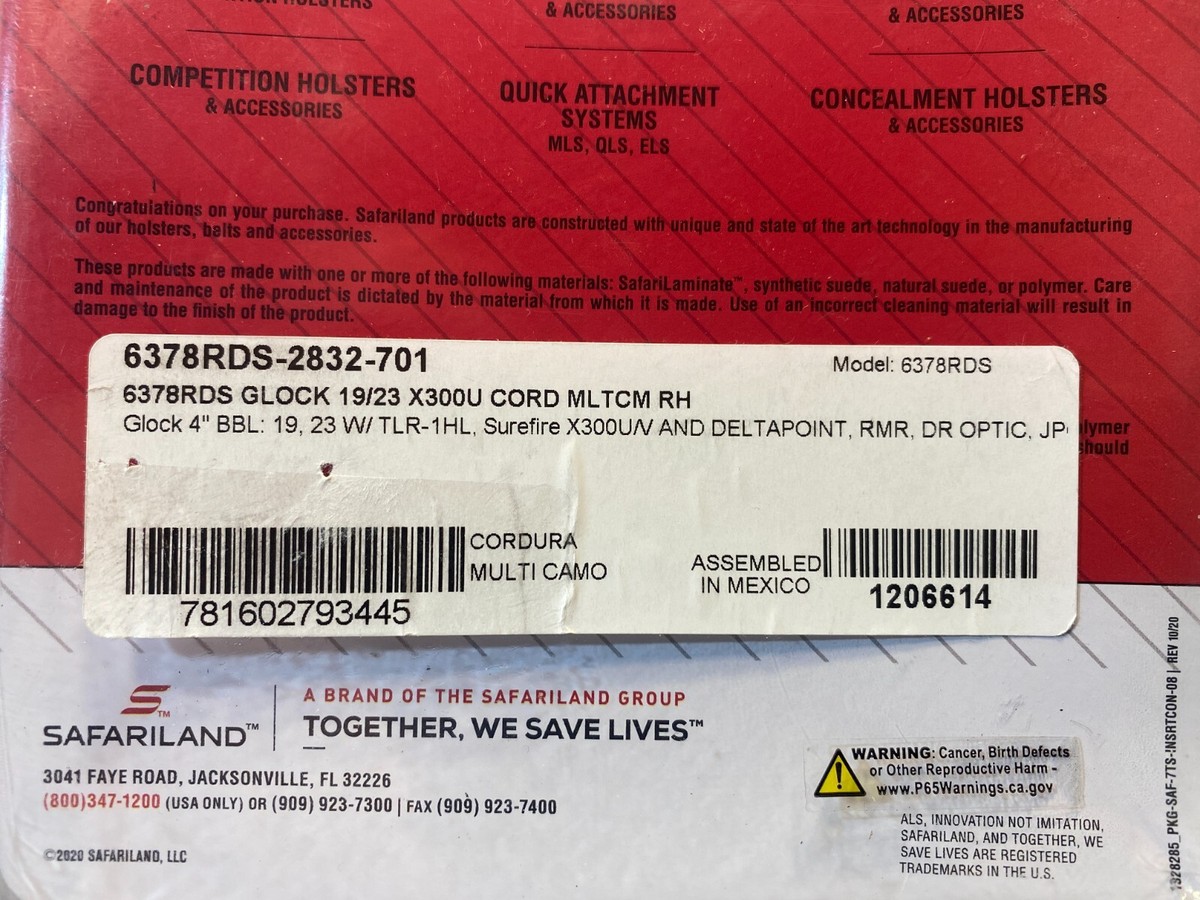 & ACCESSORIES
& ACCESSORIES
COMPETITION HOLSTERS
& ACCESSORIES
QUICK ATTACHMENT
SYSTEMS
MLS, QLS, ELS
CONCEALMENT HOLSTERS
& ACCESSORIES
Congratulations on your purchase. Safariland products are constructed with unique and state of the art technology in the manufacturing
of our holsters, belts and accessories.
These products are made with one or more of the following materials: SafariLaminate™, synthetic suede, natural suede, or polymer. Care
and maintenance of the product is dictated by the material from which it is made. Use of an incorrect cleaning material will result in
damage to the finish of the product.
6378RDS-2832-701
Model: 6378RDS
6378RDS GLOCK 19/23 X300U CORD MLTCM RH
Glock 4" BBL: 19, 23 W/ TLR-1HL, Surefire X300U/V AND DELTAPOINT, RMR, DR OPTIC, JP
should
CORDURA
MULTI CAMO
781602793445
ASSEMBLED
IN MEXICO
1206614
SAFARILAND™
A BRAND OF THE SAFARILAND GROUP
TOGETHER, WE SAVE LIVES™
3041 FAYE ROAD, JACKSONVILLE, FL 32226
(800)347-1200 (USA ONLY) OR (909) 923-7300 | FAX (909) 923-7400
©2020 SAFARILAND, LLC
WARNING: Cancer, Birth Defects
or Other Reproductive Harm -
www.P65Warnings.ca.gov
ALS, INNOVATION NOT IMITATION,
SAFARILAND, AND TOGETHER, WE
SAVE LIVES ARE REGISTERED
TRADEMARKS IN THE U.S.
1328285_PKG-SAF-7TS-INSRTCON-08 | REV 10/20